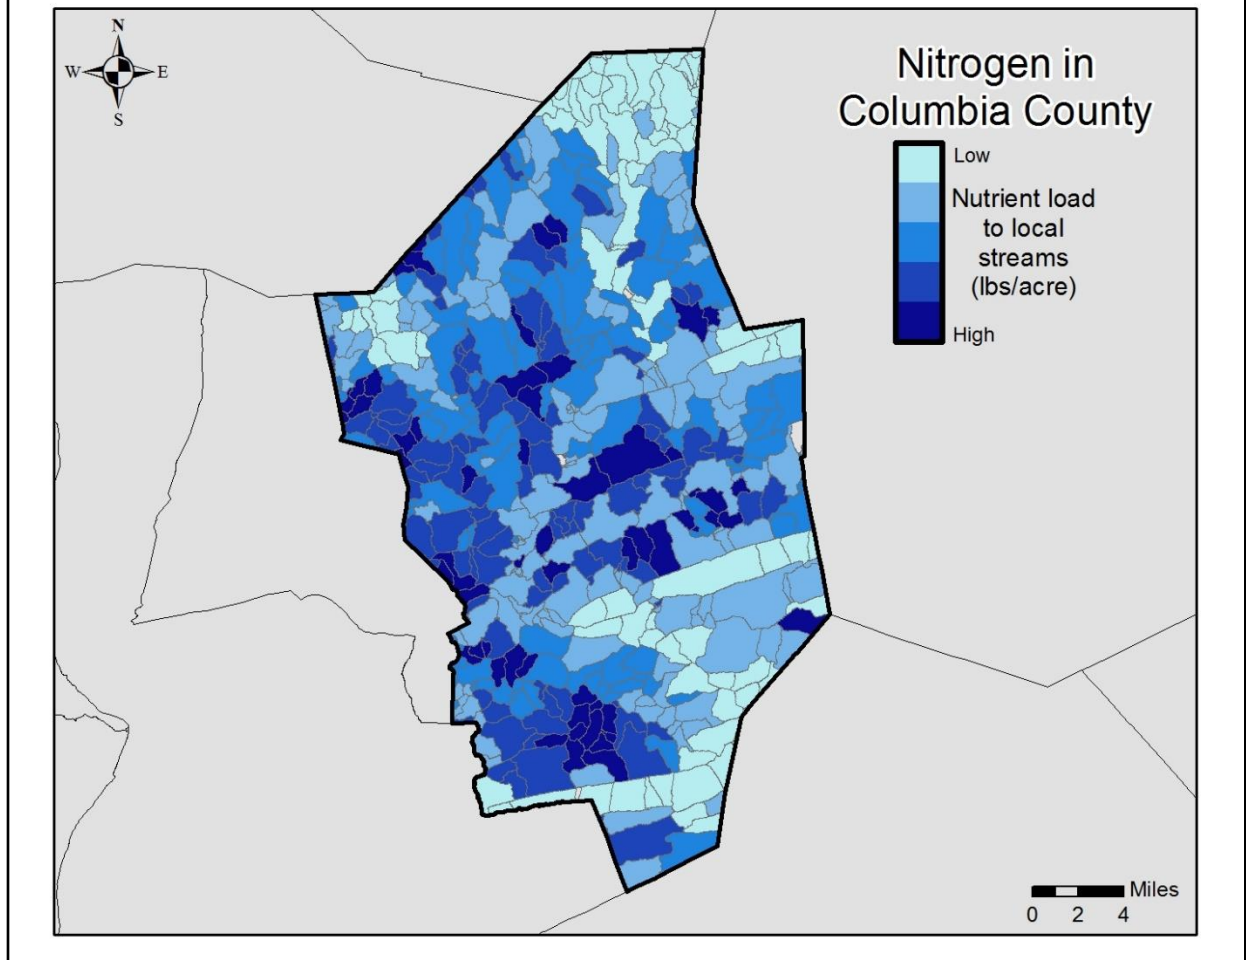 N
W E
S
Nitrogen in
Columbia County
Low
Nutrient load
to local
streams
(lbs/acre)
High
Miles
0 2 4